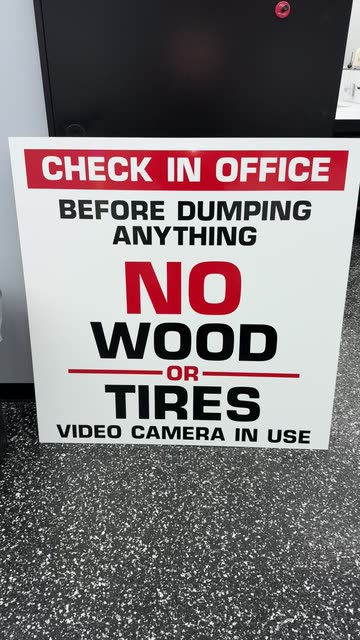 CHECK IN OFFICE
BEFORE DUMPING
ANYTHING
NO
WOOD
OR
TIRES
VIDEO CAMERA IN USE